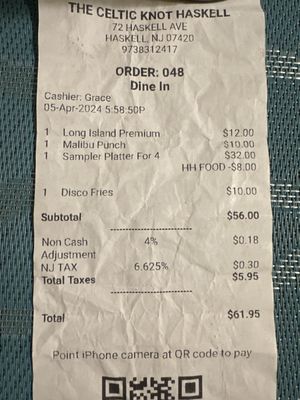 THE CELTIC KNOT HASKELL
72 HASKELL AVE
HASKELL, NJ 07420
9738312417
ORDER: 048
Dine In
Cashier: Grace
05-Apr-2024 5:58:50P
1 Long Island Premium $12.00
1 Malibu Punch $10.00
1 Sampler Platter For 4 $32.00
HH FOOD -$8.00
1 Disco Fries $10.00
Subtotal $56.00
Non Cash Adjustment 4% $0.18
NJ TAX 6.625% $0.30
Total Taxes $5.95
Total $61.95
Point iPhone camera at QR code to pay